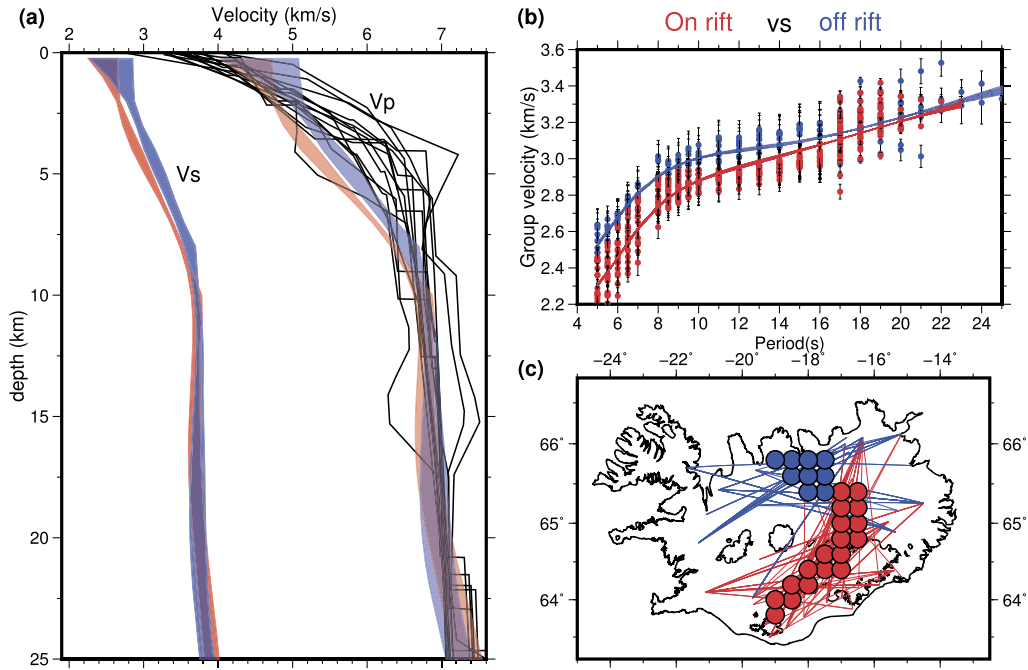 (a)
Velocity (km/s)
2 3 4 5 6 7
0
5
10
15
20
25
depth (km)
Vs
Vp
(b)
On rift vs off rift
3.6
3.4
3.2
3.0
2.8
2.6
2.4
2.2
Group velocity (km/s)
4 6 8 10 12 14 16 18 20 22 24
Period(s)
(c)
−24° −22° −20° −18° −16° −14°
66° 66°
65° 65°
64° 64°